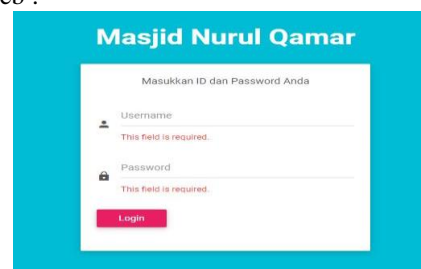 Masjid Nurul Qamar
Masukkan ID dan Password Anda
Username
This field is required.
Password
This field is required.
Login